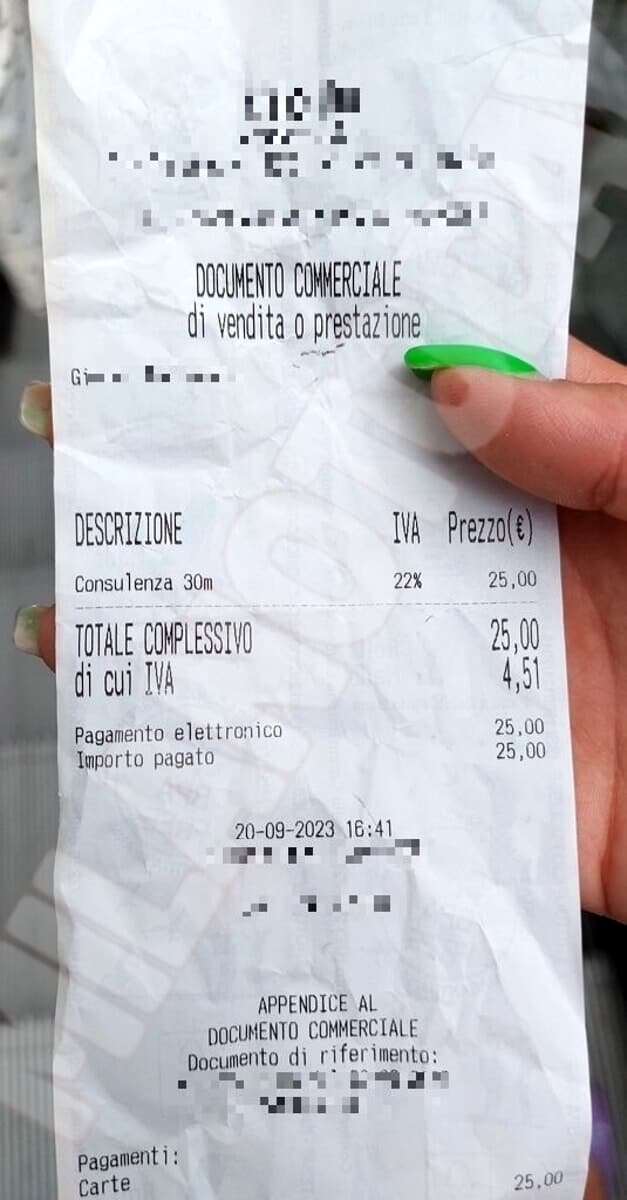 DOCUMENTO COMMERCIALE
di vendita o prestazione
DESCRIZIONE IVA Prezzo(€)
Consulenza 30m 22% 25,00
TOTALE COMPLESSIVO 25,00
di cui IVA 4,51
Pagamento elettronico 25,00
Importo pagato 25,00
20-09-2023 16:41
APPENDICE AL
DOCUMENTO COMMERCIALE
Documento di riferimento:
Pagamenti:
Carte 25,00